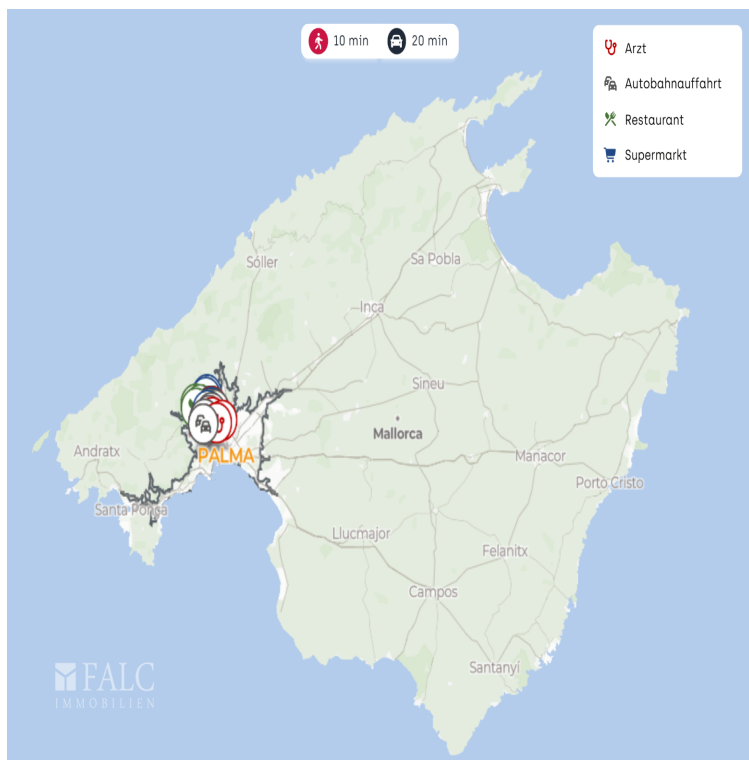 10 min
20 min
Arzt
Autobahnauffahrt
Restaurant
Supermarkt
Sóller
Sa Pobla
Inca
Sineu
Mallorca
Andratx
PALMA
Manacor
Porto Cristo
Santa Ponça
Llucmajor
Felanitx
Campos
Santanyí
FALC
IMMOBILIEN